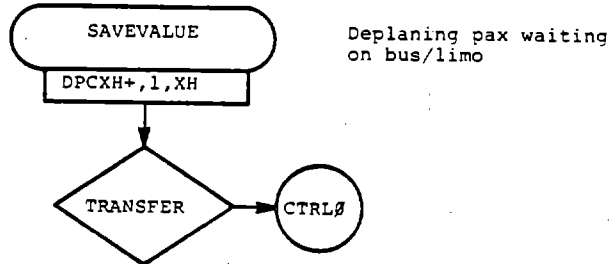 SAVEVALUE
Deplaning pax waiting
on bus/limo
DPCXH+,1,XH
TRANSFER
CTRLØ